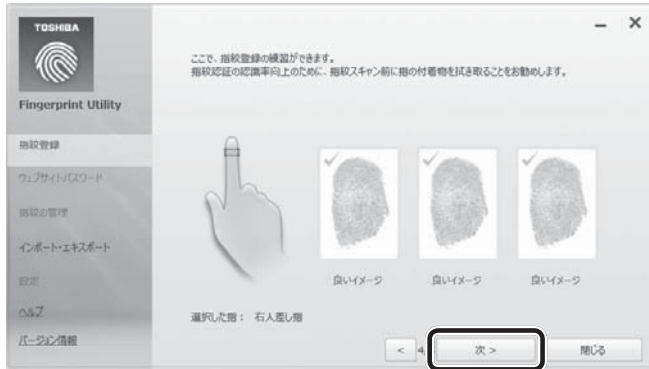 TOSHIBA
Fingerprint Utility
指紋登録
ウェブサイトパスワード
指紋の管理
インポート・エキスポート
設定
ヘルプ
バージョン情報
ここで、指紋登録の練習ができます。
指紋認証の認識率向上のために、指紋スキャン前に指の付着物を拭き取ることをお勧めします。
良いイメージ
良いイメージ
良いイメージ
選択した指： 右人差し指
<
次 >
閉じる